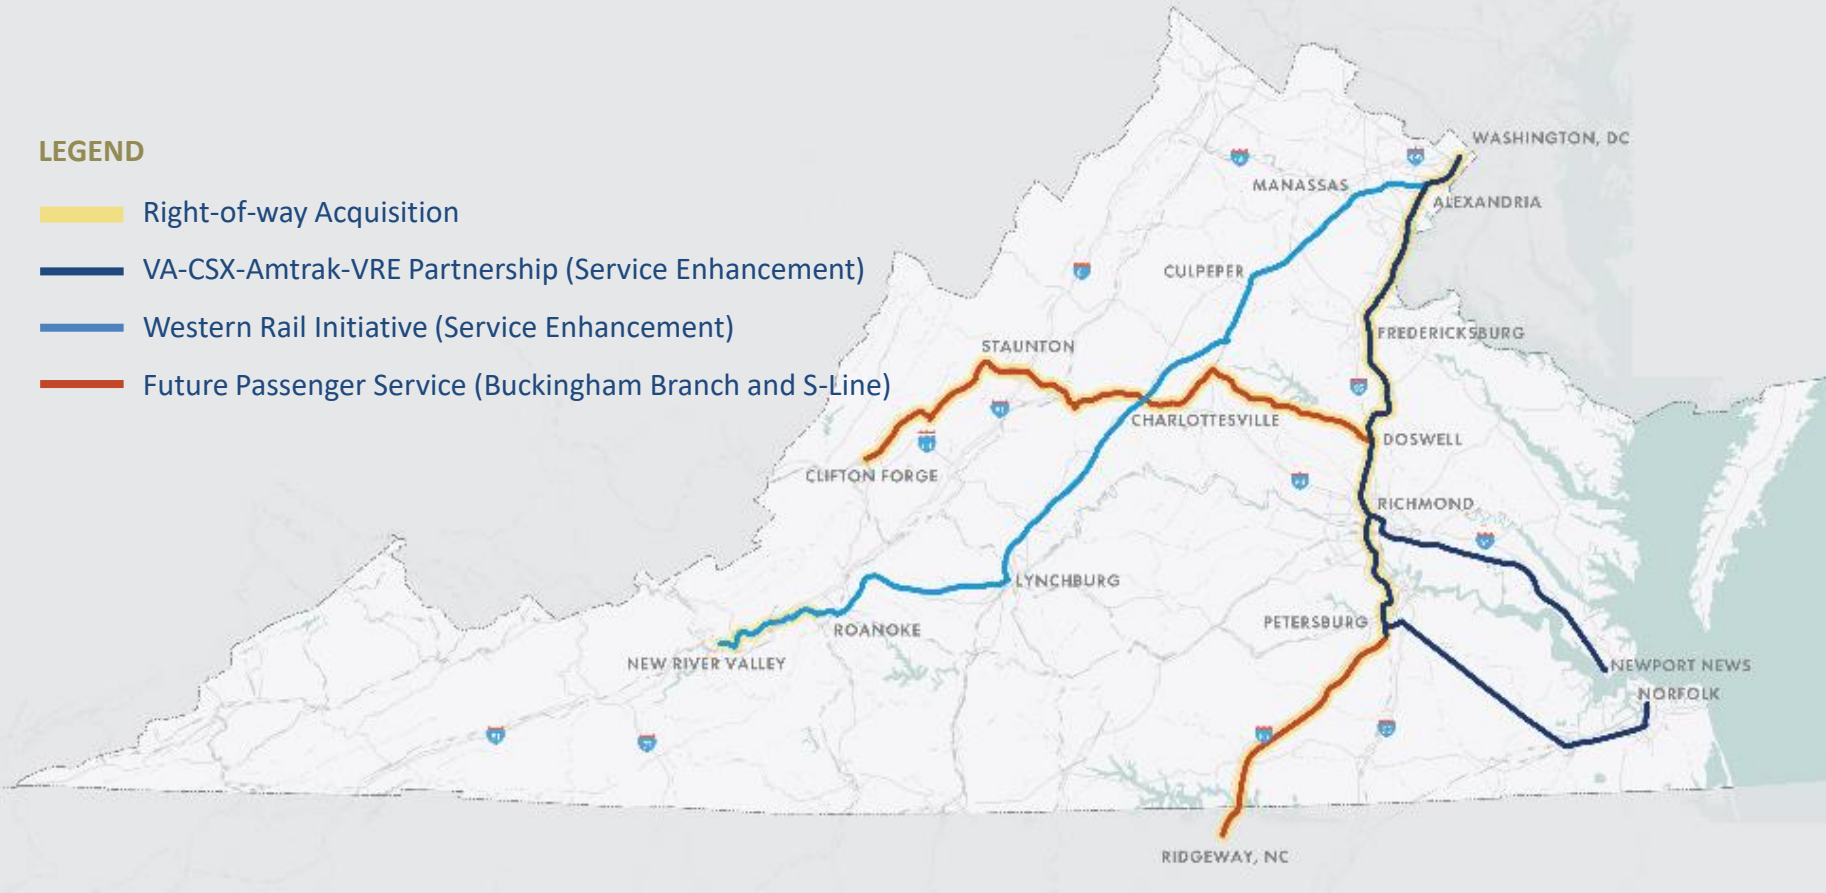 LEGEND
Right-of-way Acquisition
VA-CSX-Amtrak-VRE Partnership (Service Enhancement)
Western Rail Initiative (Service Enhancement)
Future Passenger Service (Buckingham Branch and S-Line)
WASHINGTON, DC
MANASSAS
ALEXANDRIA
CULPEPER
FREDERICKSBURG
STAUNTON
CHARLOTTESVILLE
DOSWELL
CLIFTON FORGE
RICHMOND
LYNCHBURG
PETERSBURG
ROANOKE
NEW RIVER VALLEY
NEWPORT NEWS
NORFOLK
RIDGEWAY, NC